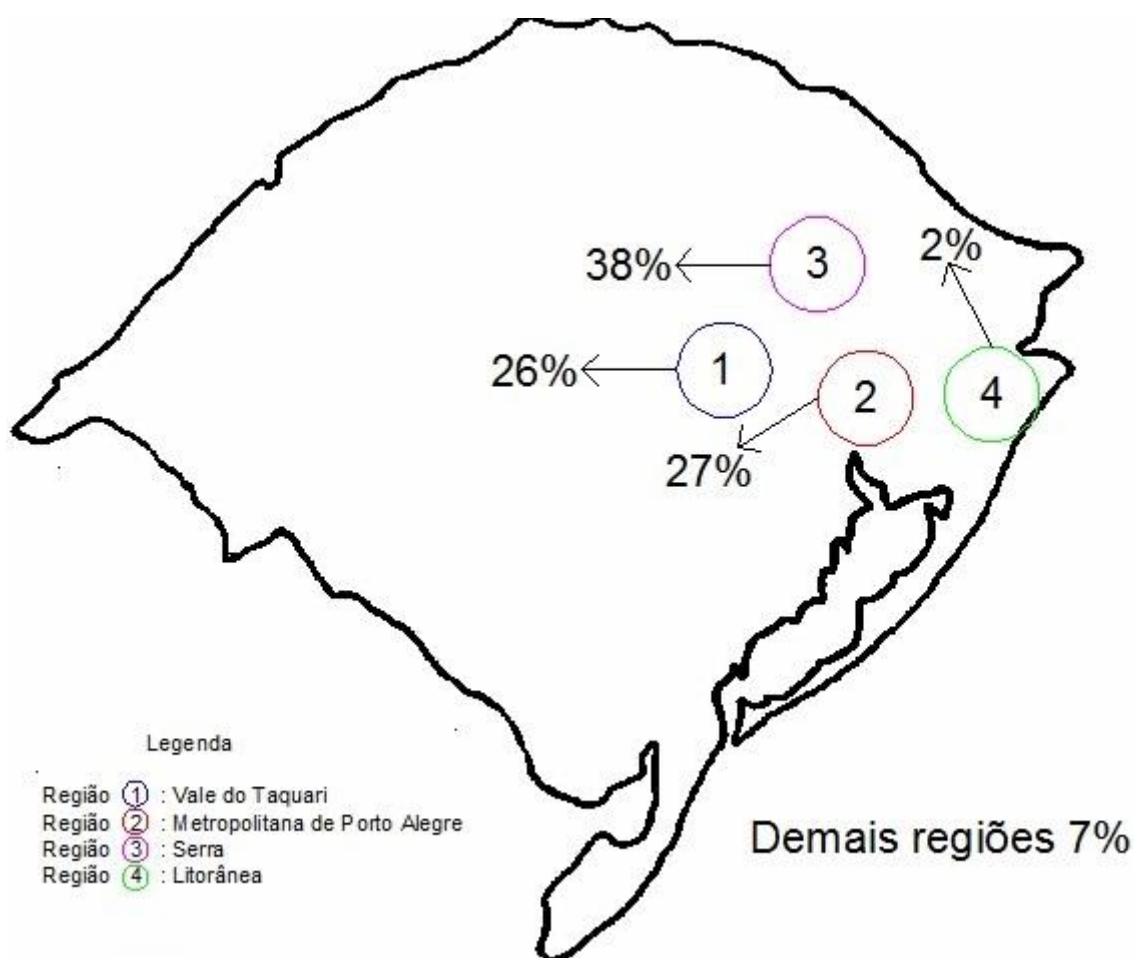 2%
3
38%
1
26%
2
4
27%
Legenda
Região 1 : Vale do Taquari
Região 2 : Metropolitana de Porto Alegre
Região 3 : Serra
Região 4 : Litorânea
Demais regiões 7%